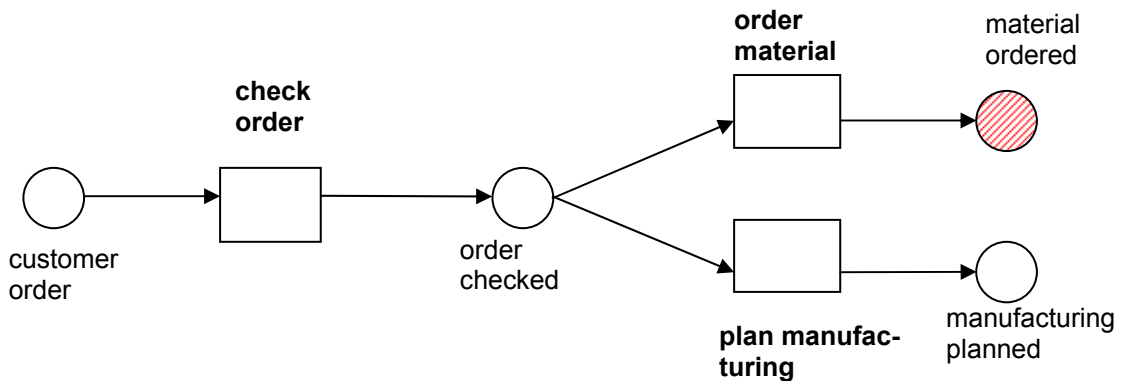 check
order
customer
order
order
checked
order
material
material
ordered
plan manufac-
turing
manufacturing
planned